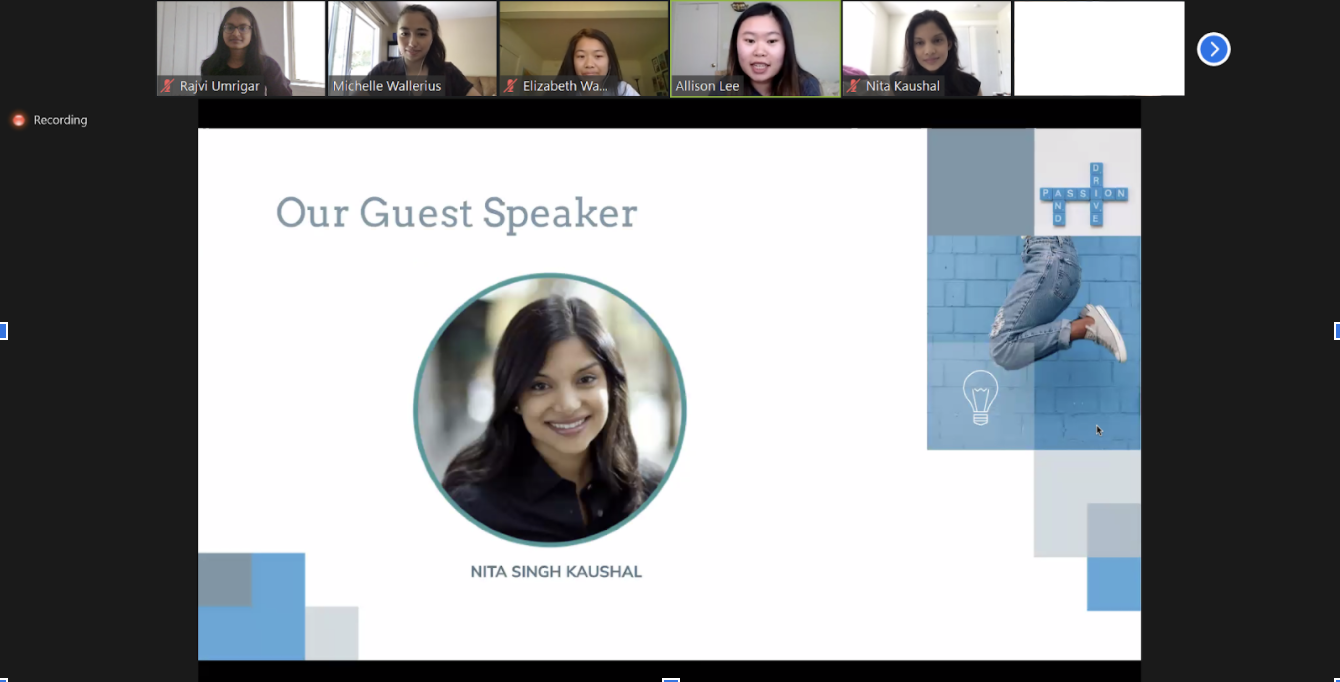 Rajvi Umrigar
Michelle Wallerius
Elizabeth Wa...
Allison Lee
Nita Kaushal
Recording
Our Guest Speaker
DRIVE
PASSION
AND
NITA SINGH KAUSHAL